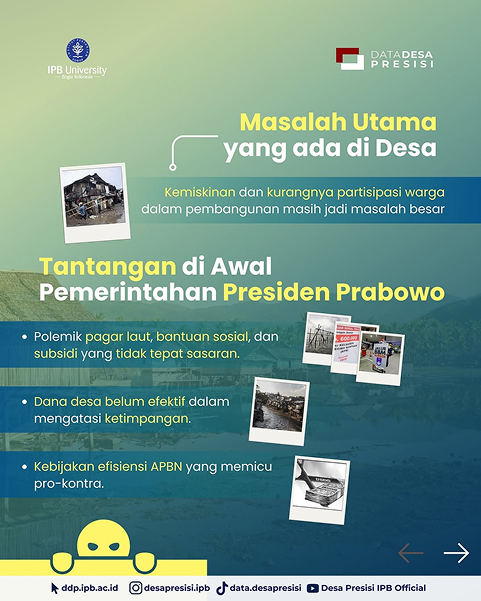 IPB University
Bogor Indonesia
DATADESA
PRESISI
Masalah Utama
yang ada di Desa
Kemiskinan dan kurangnya partisipasi warga
dalam pembangunan masih jadi masalah besar
Tantangan di Awal
Pemerintahan Presiden Prabowo
• Polemik pagar laut, bantuan sosial, dan
subsidi yang tidak tepat sasaran.
• Dana desa belum efektif dalam
mengatasi ketimpangan.
• Kebijakan efisiensi APBN yang memicu
pro-kontra.
ddp.ipb.ac.id desapresisi.ipb data.desapresisi Desa Presisi IPB Official